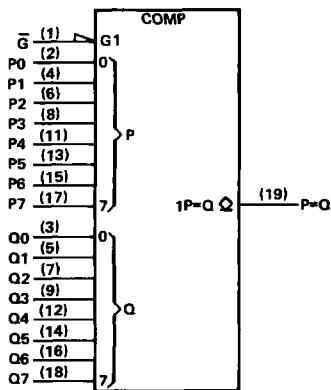 COMP
G̅ (1) G1
P0 (2) 0
P1 (4)
P2 (6)
P3 (8)
P4 (11) P
P5 (13)
P6 (15)
P7 (17) 7
1P=Q (19) P=Q
Q0 (3) 0
Q1 (5)
Q2 (7)
Q3 (9)
Q4 (12) Q
Q5 (14)
Q6 (16)
Q7 (18) 7